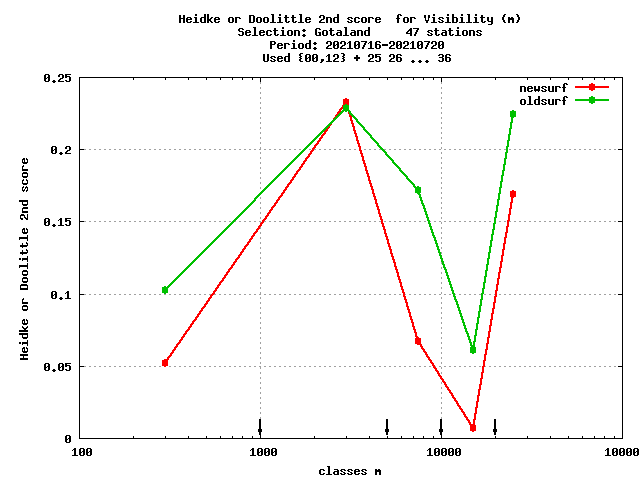 Heidke or Doolittle 2nd score  for Visibility (m)
Selection: Gotaland     47 stations
Period: 20210716-20210720
Used {00,12} + 25 26 ... 36
newsurf
oldsurf
Heidke or Doolittle 2nd score
0.25
0.2
0.15
0.1
0.05
0
100
1000
10000
10000
classes m